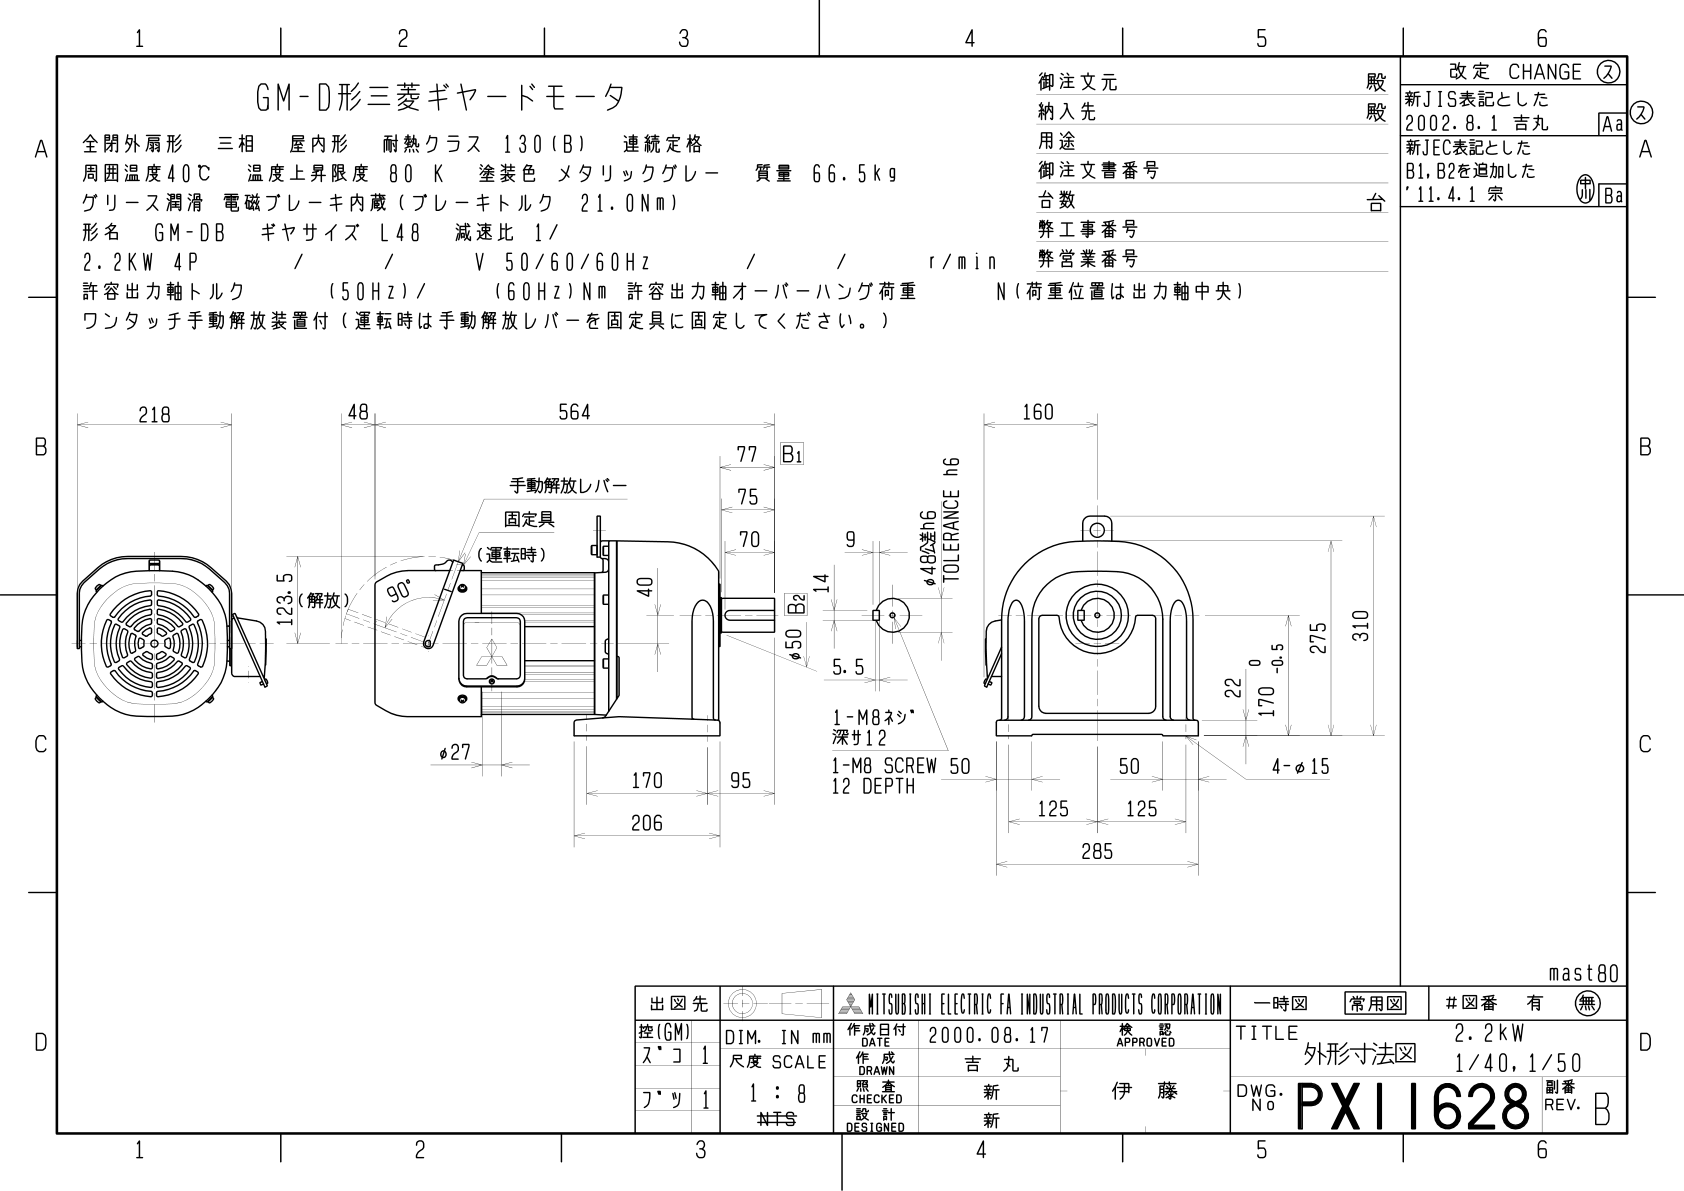 1 2 3 4 5 6
A
B
C
D
GM-D形三菱ギヤードモータ
全閉外扇形 三相 屋内形 耐熱クラス 130(B) 連続定格
周囲温度40℃ 温度上昇限度 80 K 塗装色 メタリックグレー 質量 66.5kg
グリース潤滑 電磁ブレーキ内蔵(ブレーキトルク 21.0Nm)
形名 GM-DB ギヤサイズ L48 減速比 1/
2.2KW 4P / / V 50/60/60Hz / / r/min
許容出力軸トルク (50Hz)/ (60Hz)Nm 許容出力軸オーバーハング荷重 N(荷重位置は出力軸中央)
ワンタッチ手動解放装置付(運転時は手動解放レバーを固定具に固定してください。)
御注文元 殿
納入先 殿
用途
御注文書番号
台数 台
弊工事番号
弊営業番号
改定 CHANGE ス
新JIS表記とした
2002.8.1 吉丸 Aa
ス
新JEC表記とした
B1,B2を追加した
'11.4.1 宗 Ba
A
B
C
D
218
48
564
77 B1
75
70
手動解放レバー
固定具
(運転時)
90°
(解放)
123.5
40
B2
φ50
φ27
170
95
206
9
14
5.5
φ48公差h6
TOLERANCE h6
1-M8ネジ
深サ12
1-M8 SCREW
12 DEPTH
160
310
275
170 0 -0.5
22
50
50
4-φ15
125
125
285
mast80
出図先
控(GM)
スﾞコ 1
フﾞツ 1
DIM. IN mm
尺度 SCALE
1 : 8
NTS
MITSUBISHI ELECTRIC FA INDUSTRIAL PRODUCTS CORPORATION
作成日付
DATE
2000.08.17
作成
DRAWN
吉丸
照査
CHECKED
新
設計
DESIGNED
新
検認
APPROVED
伊藤
一時図 常用図 #図番 有 無
TITLE
外形寸法図
2.2kW
1/40,1/50
DWG.
No
PX11628
副番
REV.
B
1 2 3 4 5 6